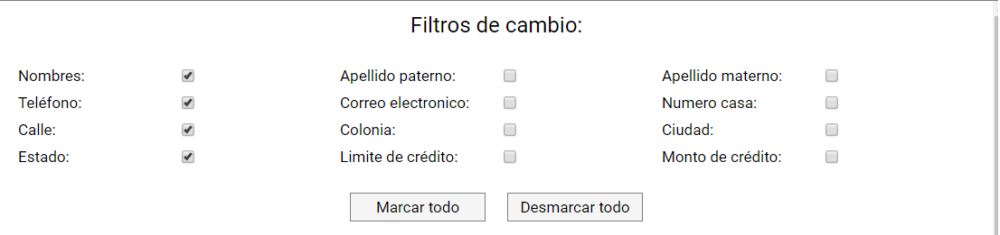 Filtros de cambio:
Nombres: Apellido paterno: Apellido materno:
Teléfono: Correo electronico: Numero casa:
Calle: Colonia: Ciudad:
Estado: Limite de crédito: Monto de crédito:
Marcar todo Desmarcar todo